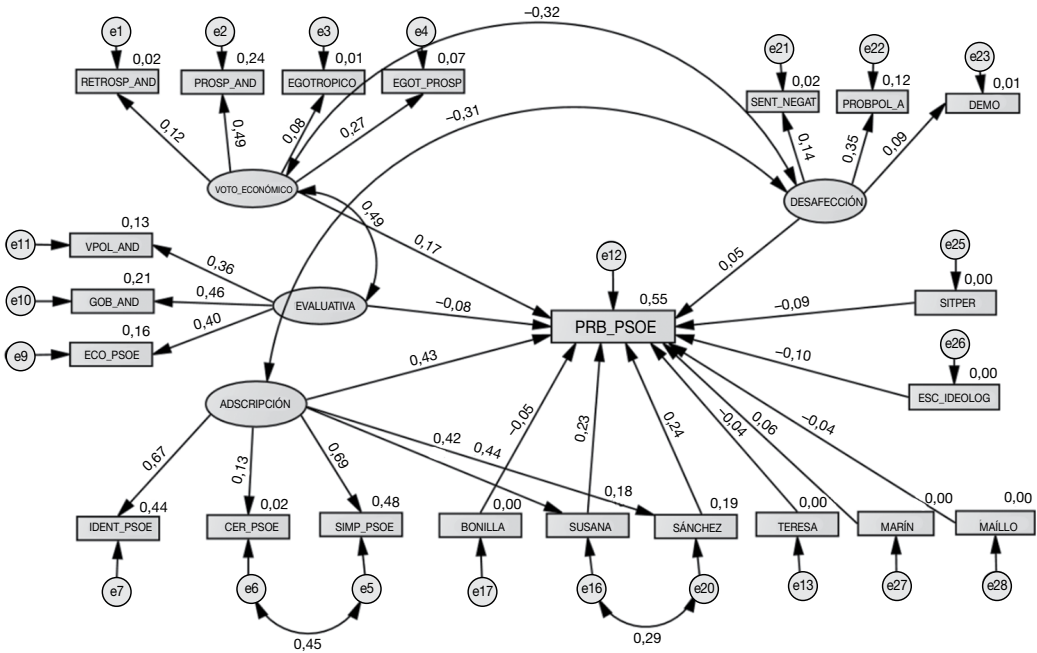 −0,32
e1
e2
e3
e4
0,02
0,24
0,01
0,07
RETROSP_AND
PROSP_AND
EGOTROPICO
EGOT_PROSP
e21
e22
e23
0,02
0,12
0,01
SENT_NEGAT
PROBPOL_A
DEMO
−0,31
0,12
0,49
0,08
0,27
0,14
0,35
0,09
VOTO_ECONÓMICO
DESAFECCIÓN
0,49
0,17
0,05
0,13
e11
VPOL_AND
0,36
0,21
e10
GOB_AND
0,46
0,16
e9
ECO_PSOE
0,40
EVALUATIVA
−0,08
e12
0,55
PRB_PSOE
e25
0,00
SITPER
−0,09
e26
0,00
ESC_IDEOLOG
−0,10
0,43
ADSCRIPCIÓN
0,67
0,13
0,69
0,42
0,44
−0,05
0,23
0,24
−0,04
0,06
−0,04
0,44
0,02
0,48
0,00
0,18
0,19
0,00
0,00
0,00
IDENT_PSOE
CER_PSOE
SIMP_PSOE
BONILLA
SUSANA
SÁNCHEZ
TERESA
MARÍN
MAÍLLO
e7
e6
e5
e17
e16
e20
e13
e27
e28
0,45
0,29